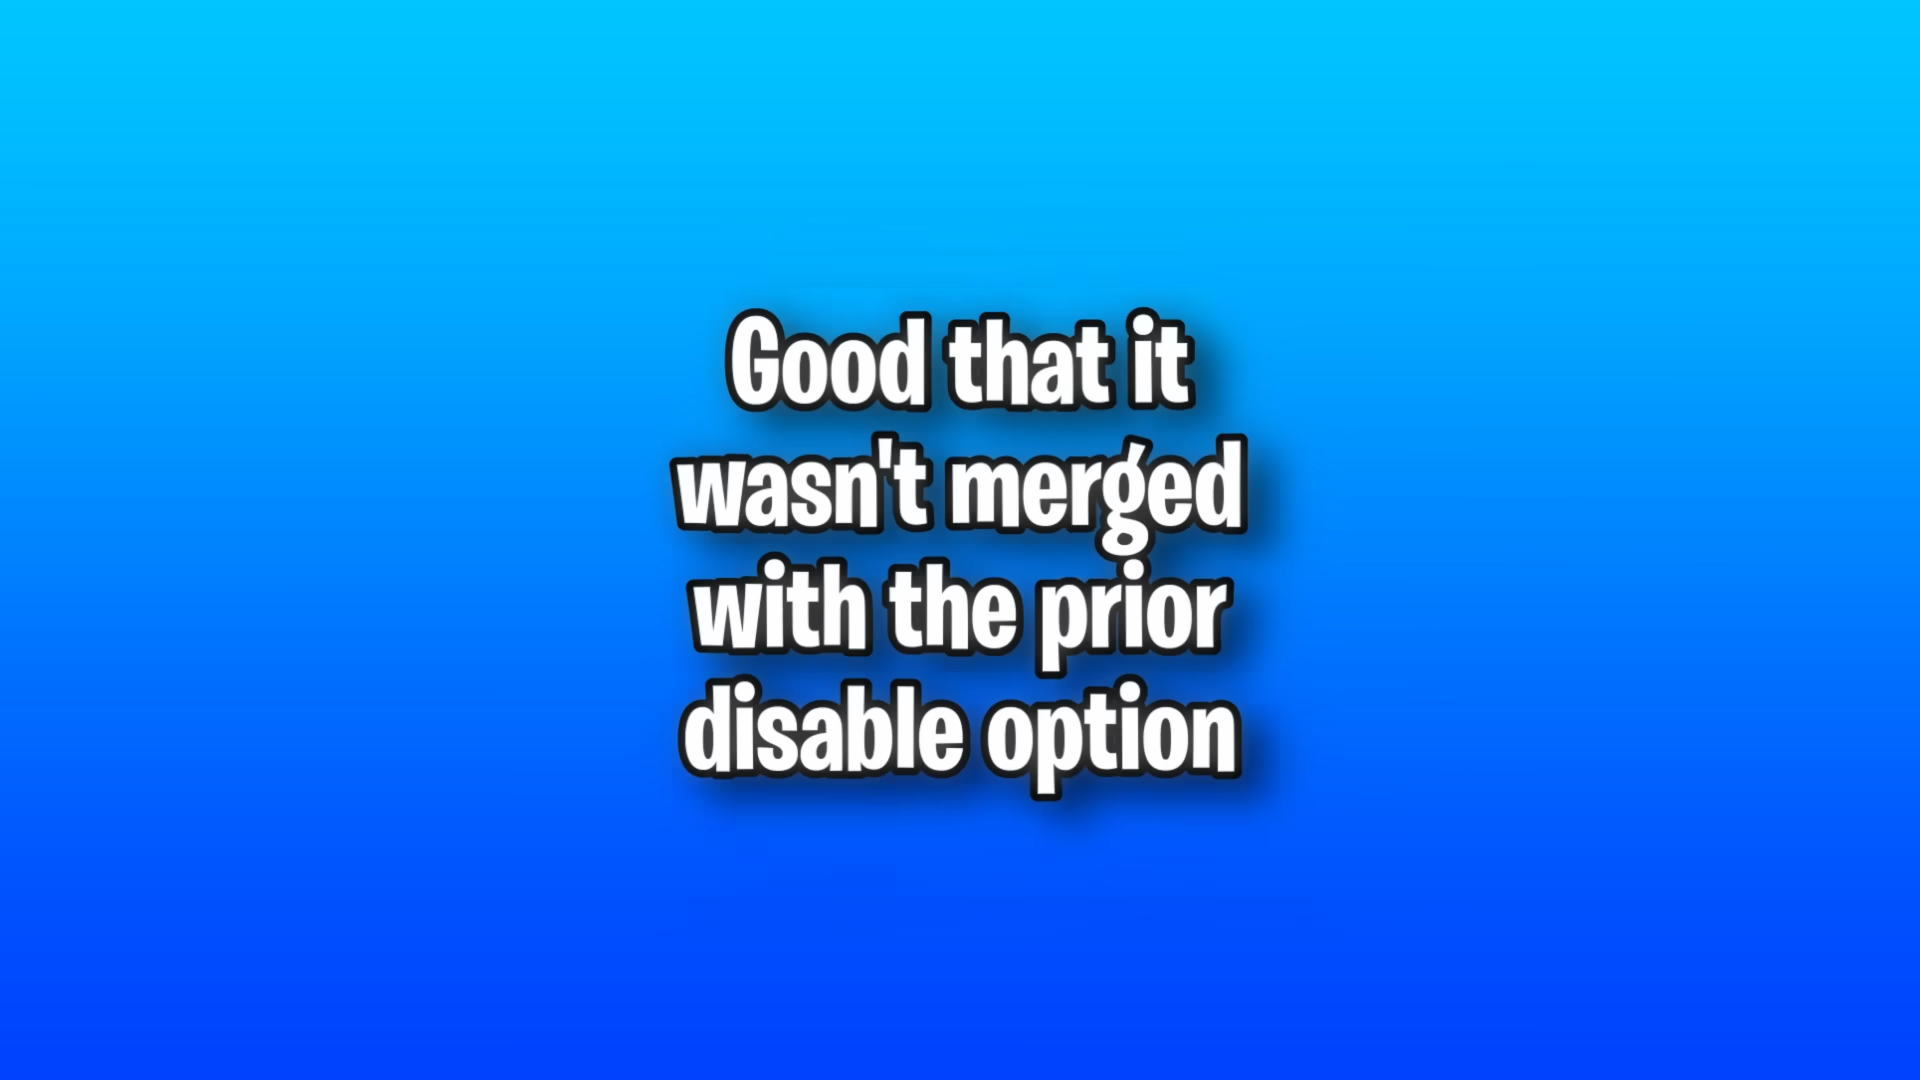 Good that it
wasn't merged
with the prior
disable option